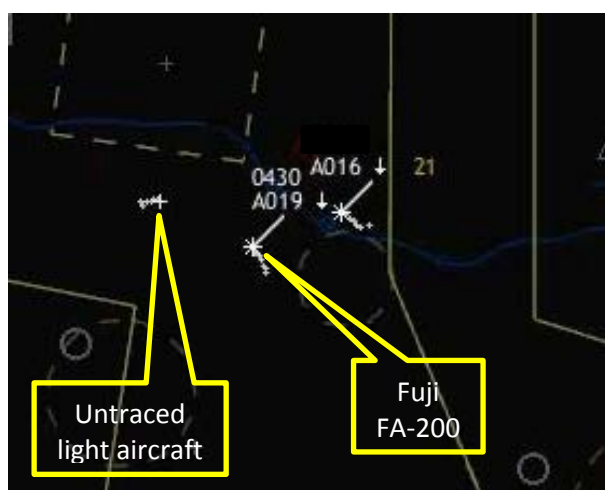 0430 A016 ↓ 21
A019 ↓
Untraced
light aircraft
Fuji
FA-200